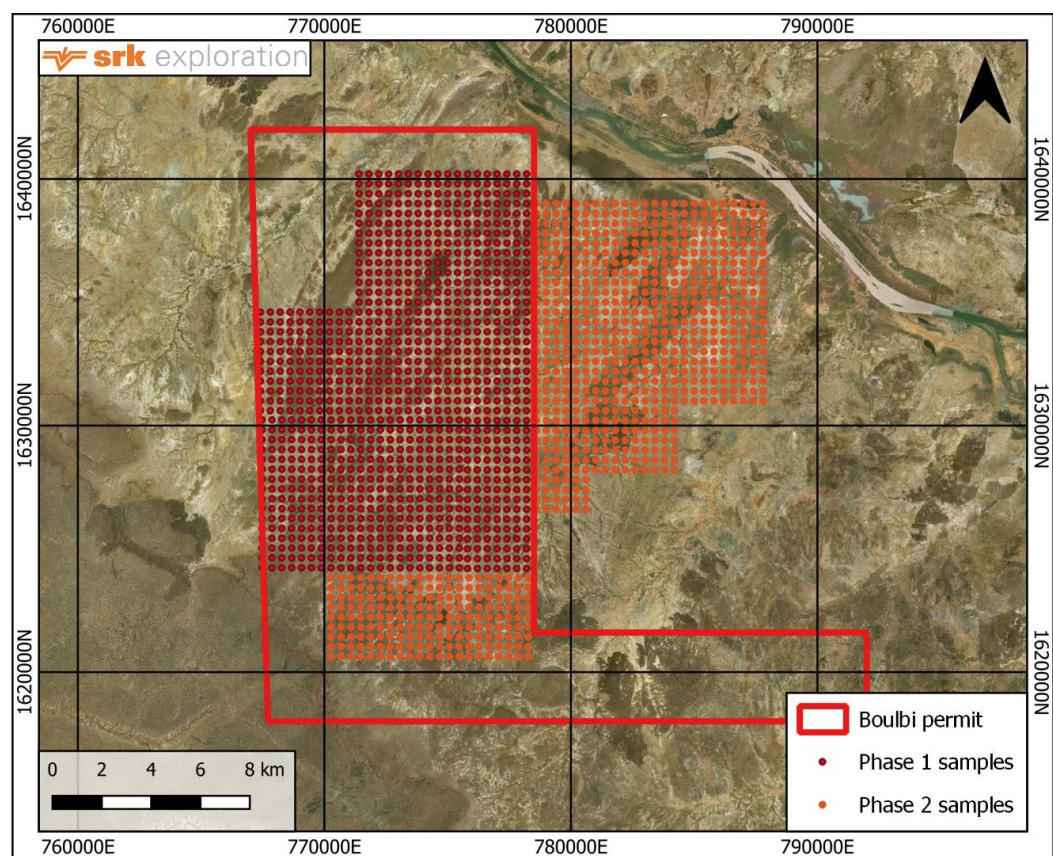 760000E 770000E 780000E 790000E
srk exploration
1640000N 1640000N
1630000N 1630000N
1620000N 1620000N
Boulbi permit
Phase 1 samples
Phase 2 samples
0 2 4 6 8 km
760000E 770000E 780000E 790000E